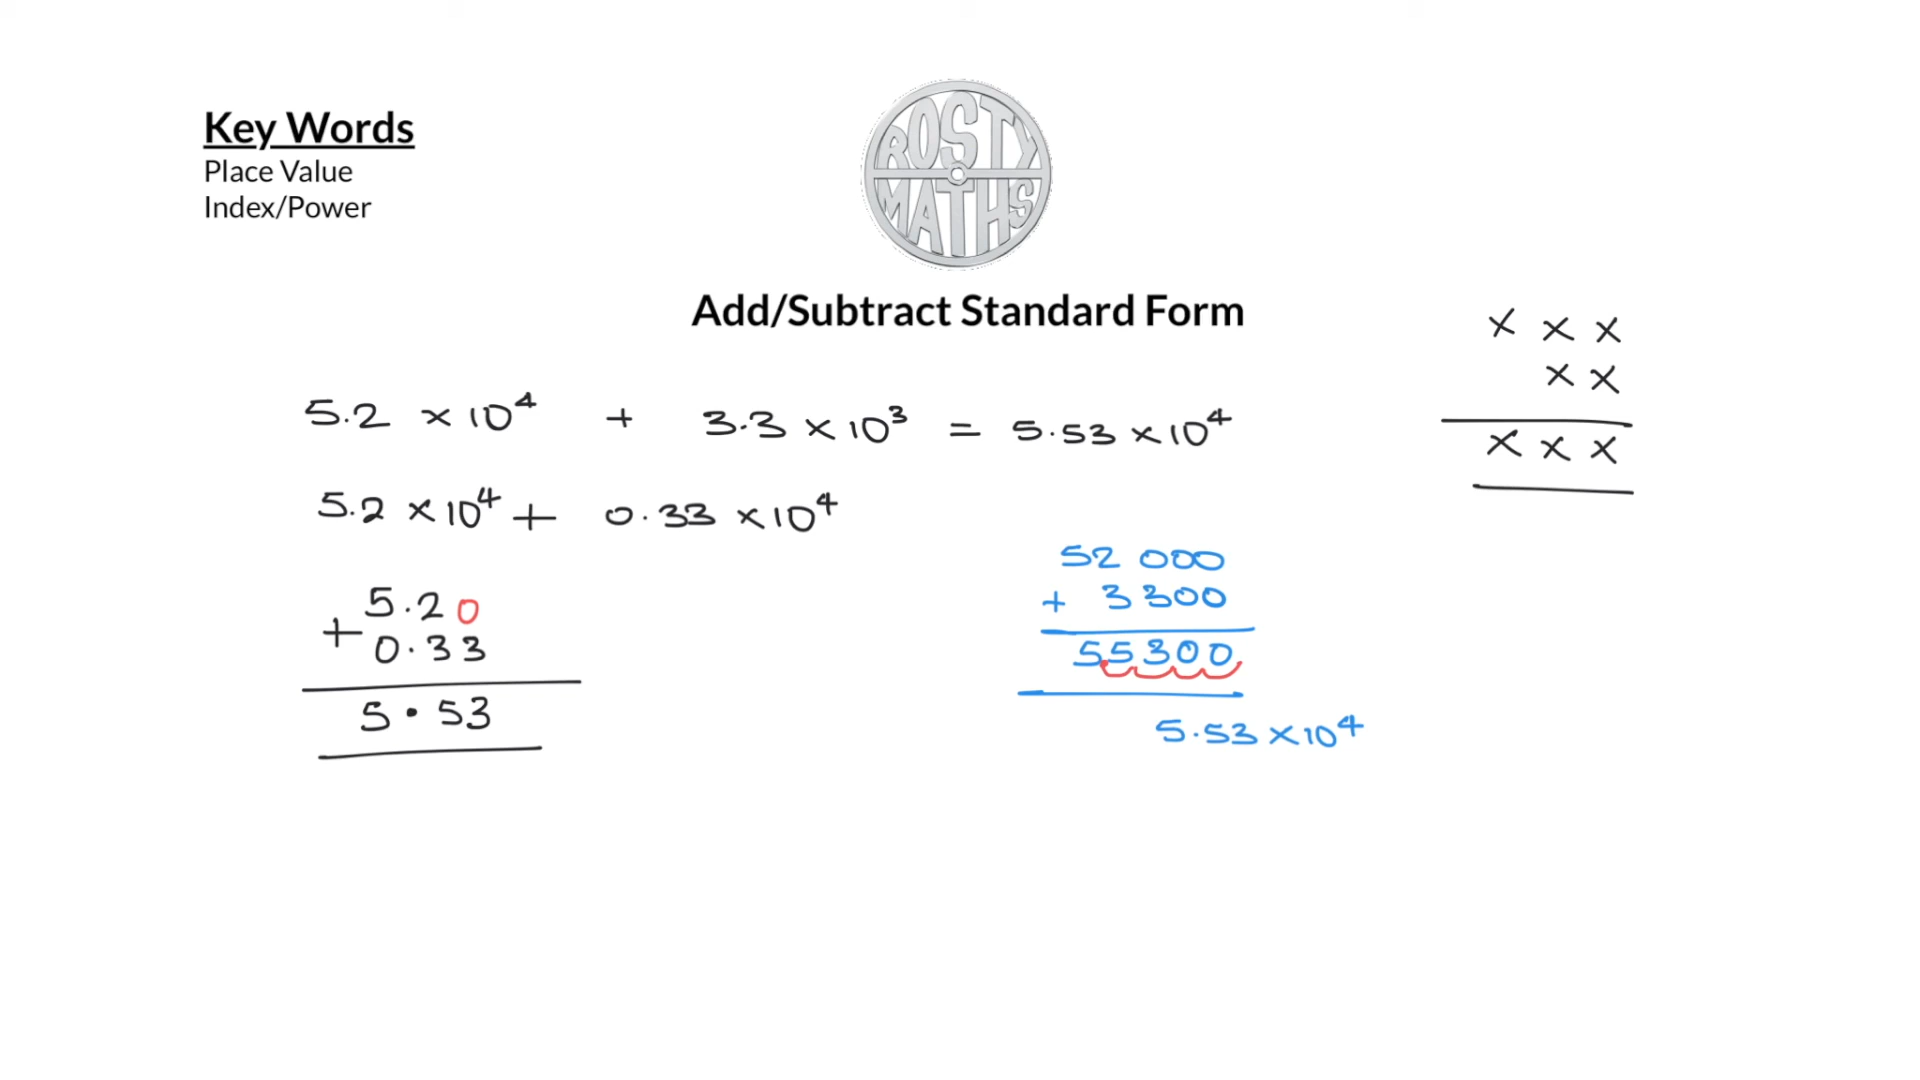 Key Words
Place Value
Index/Power
ROSTY
MATHS
Add/Subtract Standard Form
5.2 × 10⁴ + 3.3 × 10³ = 5.53 × 10⁴
5.2 × 10⁴ + 0.33 × 10⁴
5.20
+ 0.33
5.53
52 000
+ 3300
55300
5.53 × 10⁴
× × ×
× ×
× × ×